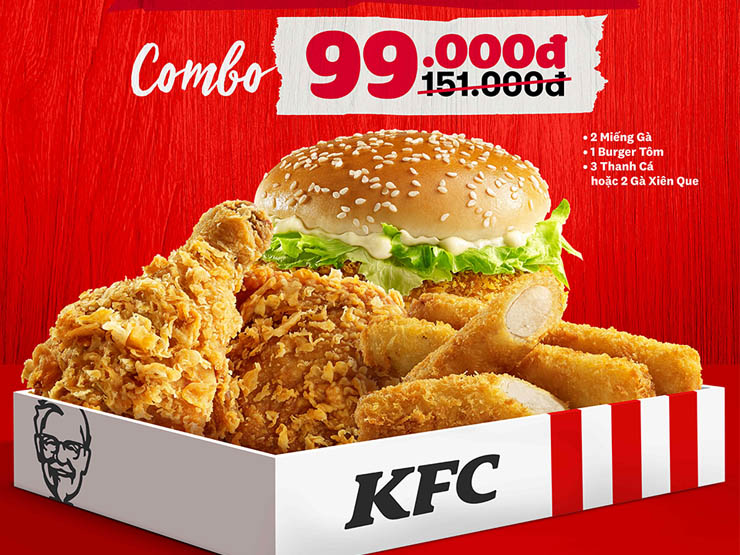 Combo 99.000đ
151.000đ
• 2 Miếng Gà
• 1 Burger Tôm
• 3 Thanh Cá
hoặc 2 Gà Xiên Que
KFC